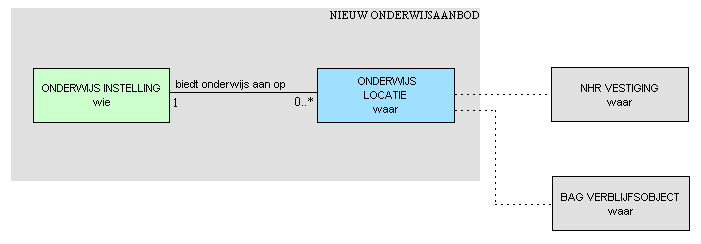 NIEUW ONDERWIJSAANBOD
ONDERWIJS INSTELLING
wie
biedt onderwijs aan op
1
0..*
ONDERWIJS
LOCATIE
waar
NHR VESTIGING
waar
BAG VERBLIJFSOBJECT
waar